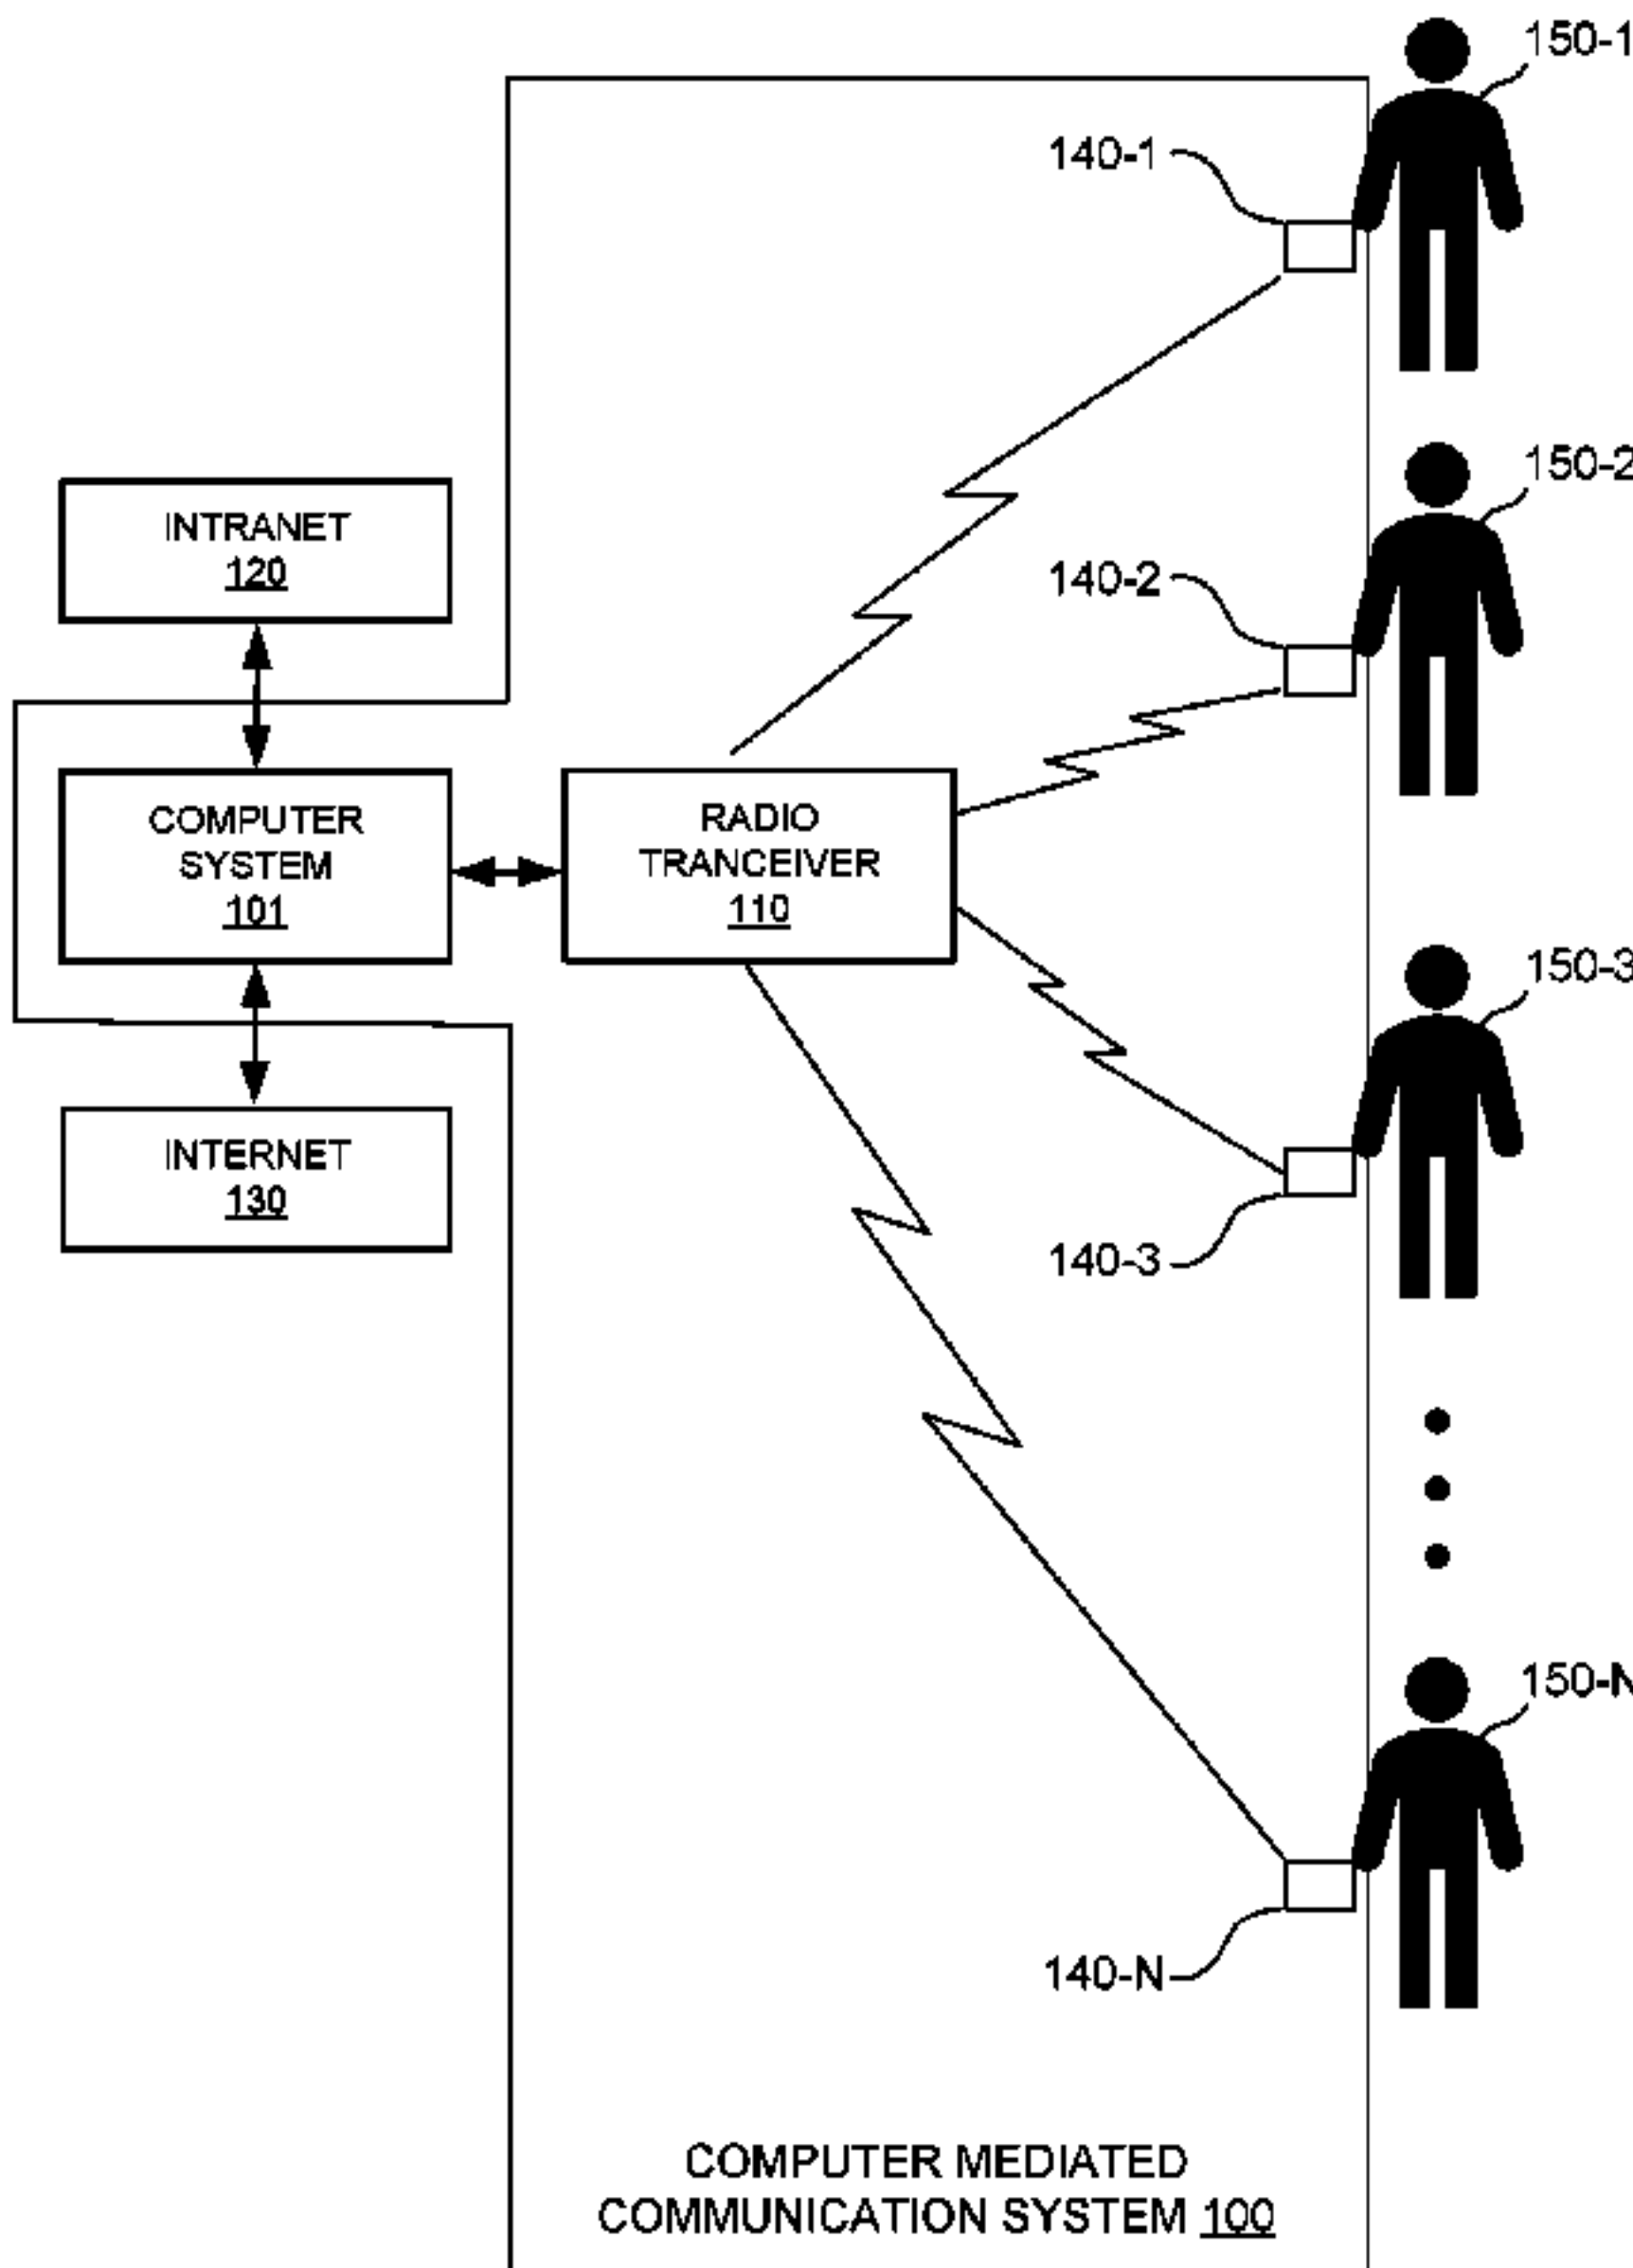 150-1
140-1
150-2
INTRANET
120
140-2
COMPUTER
SYSTEM
101
RADIO
TRANCEIVER
110
150-3
INTERNET
130
140-3
150-N
140-N
COMPUTER MEDIATED
COMMUNICATION SYSTEM 100